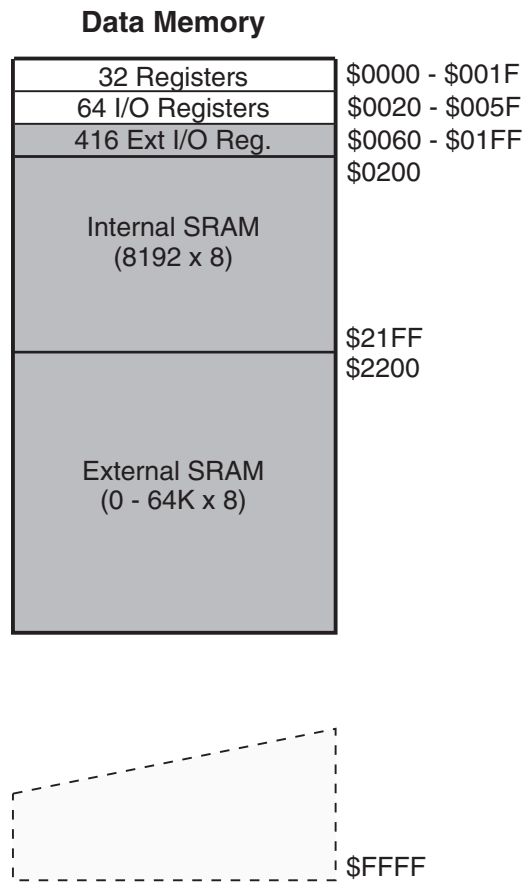 Data Memory
32 Registers
$0000 - $001F
64 I/O Registers
$0020 - $005F
416 Ext I/O Reg.
$0060 - $01FF
$0200
Internal SRAM
(8192 x 8)
$21FF
$2200
External SRAM
(0 - 64K x 8)
$FFFF